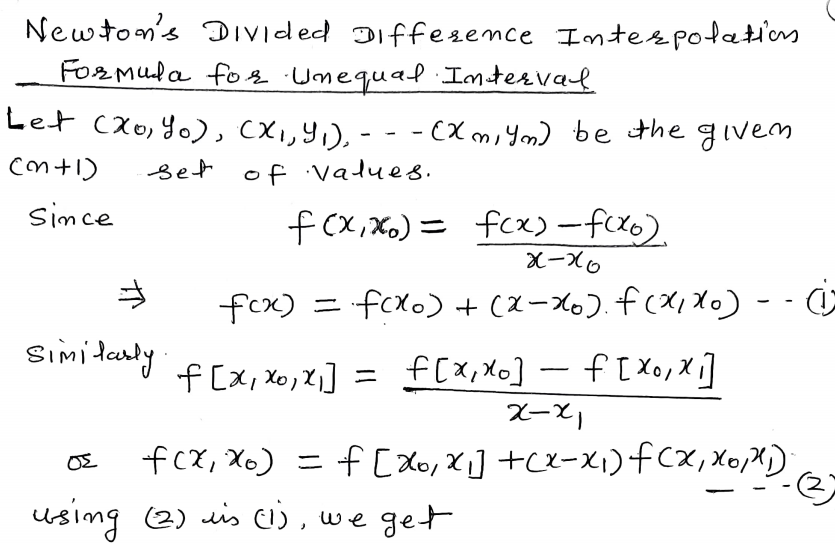 Newton's Divided Difference Interpolation
Formula for Unequal Interval
Let (x₀, y₀), (x₁, y₁), - - - (xₙ, yₙ) be the given
(n+1) set of values.
Since f(x, x₀) = f(x) – f(x₀) / x–x₀
⇒ f(x) = f(x₀) + (x–x₀). f(x, x₀) - - (1)
Similarly f[x, x₀, x₁] = f[x, x₀] – f[x₀, x₁] / x–x₁
or f(x, x₀) = f[x₀, x₁] + (x–x₁) f(x, x₀, x₁) - - - (2)
using (2) in (1), we get